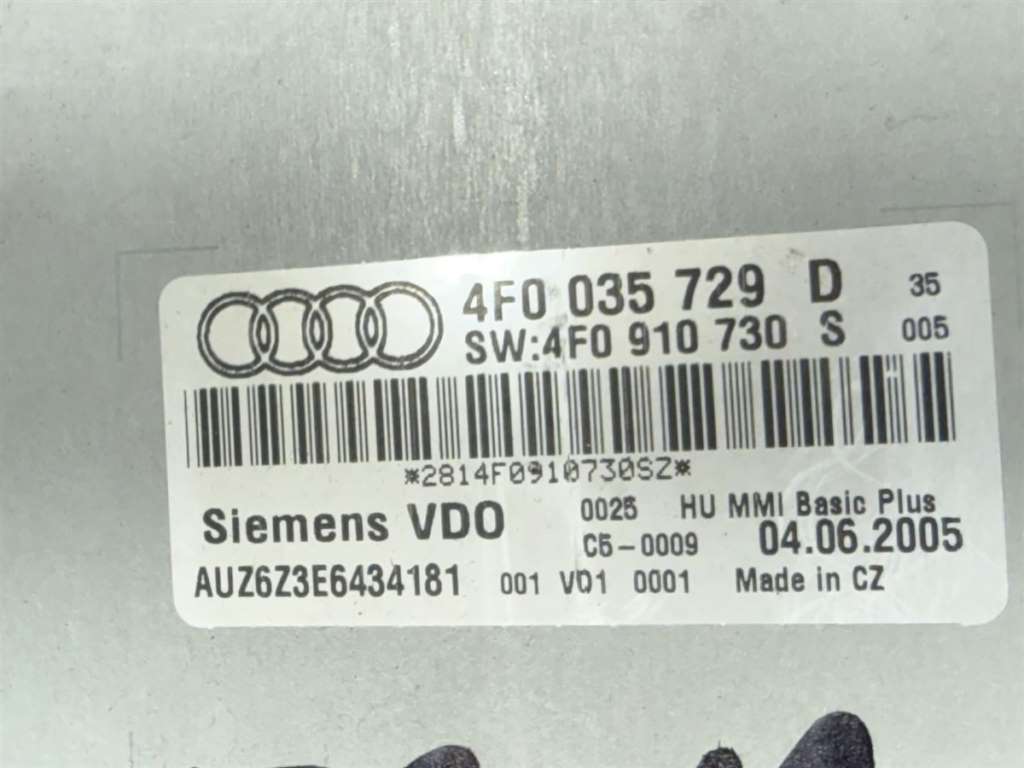 4F0 035 729 D 35
SW:4F0 910 730 S 005
*2814F0910730SZ*
Siemens VDO 0025 HU MMI Basic Plus
C5-0009 04.06.2005
AUZ6Z3E6434181 001 V01 0001 Made in CZ